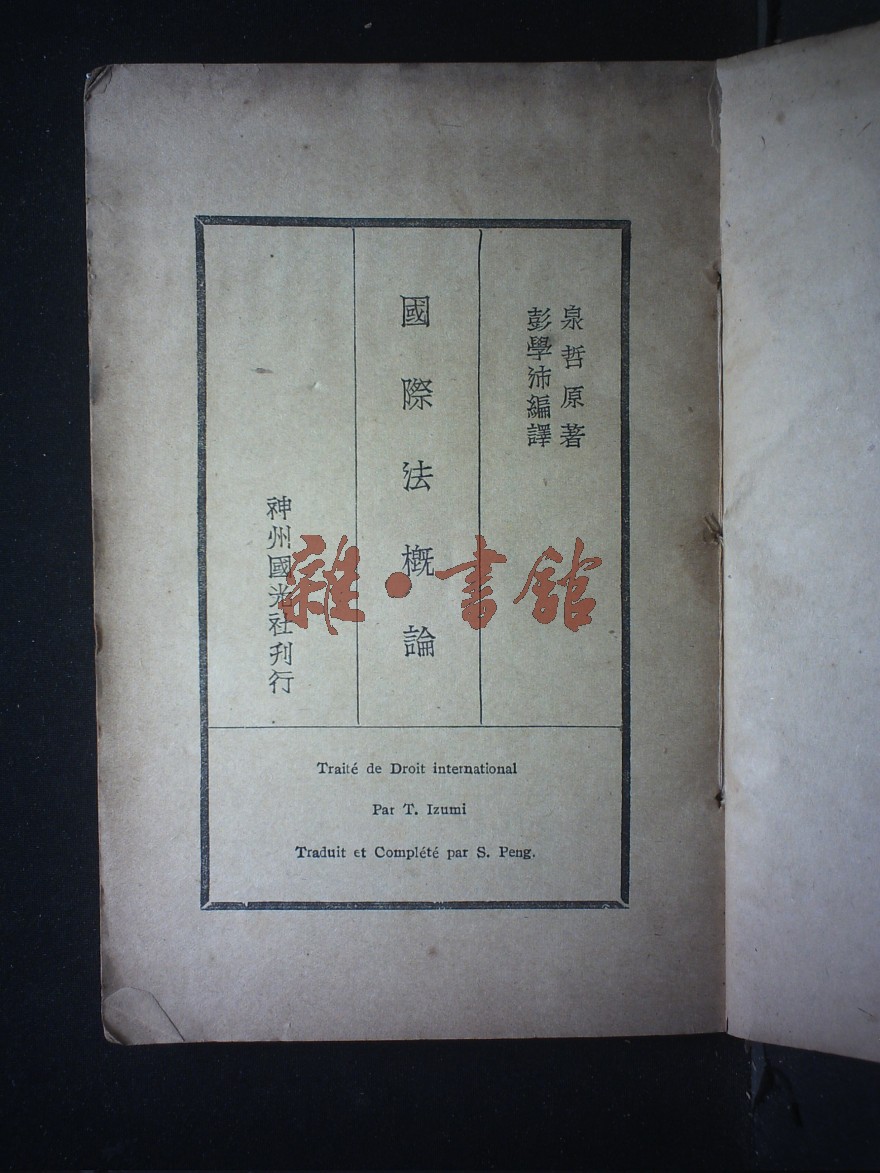 泉哲原著
彭學沛編譯
國際法概論
神州國光社刊行
雜·書館
Traité de Droit international
Par T. Izumi
Traduit et Complété par S. Peng.